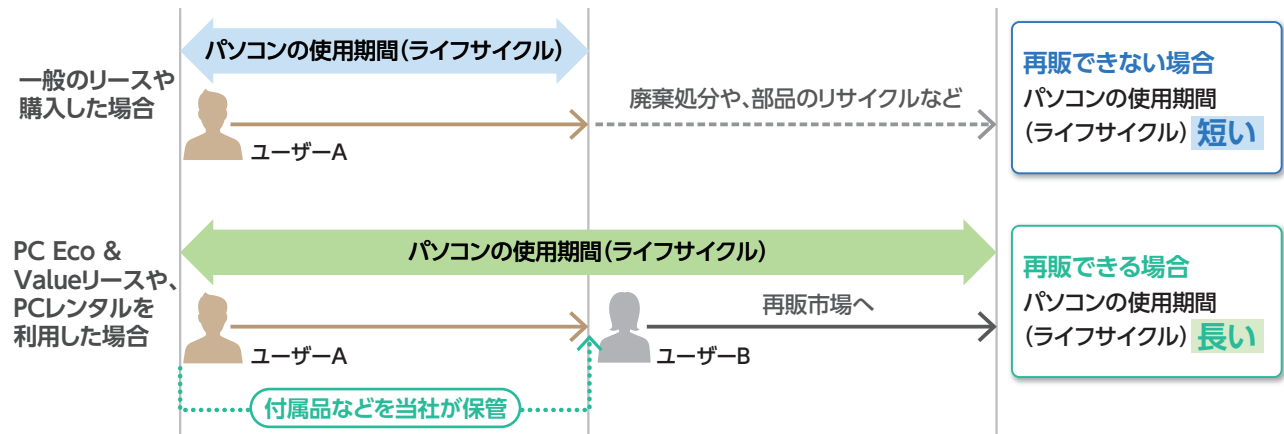 パソコンの使用期間（ライフサイクル）
一般のリースや
購入した場合
ユーザーA
廃棄処分や、部品のリサイクルなど
再販できない場合
パソコンの使用期間
（ライフサイクル）短い
PC Eco &
Valueリースや、
PCレンタルを
利用した場合
パソコンの使用期間（ライフサイクル）
ユーザーA
再販市場へ
ユーザーB
付属品などを当社が保管
再販できる場合
パソコンの使用期間
（ライフサイクル）長い